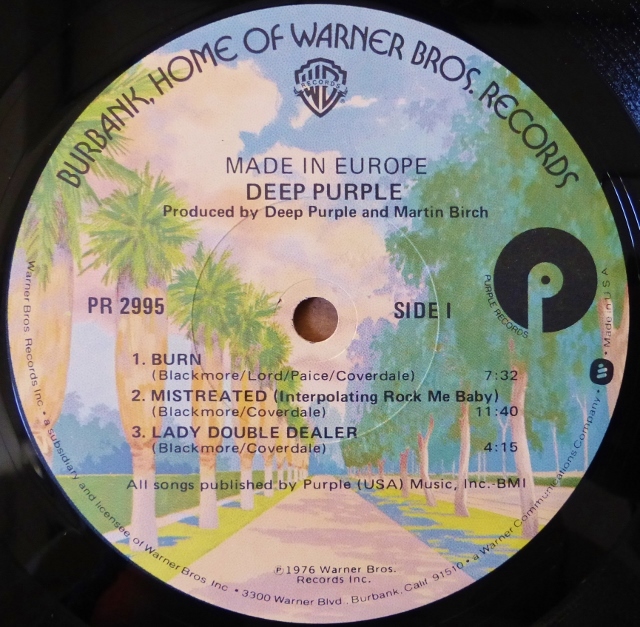 BURBANK, HOME OF WARNER BROS. RECORDS
WB
RECORDS
MADE IN EUROPE
DEEP PURPLE
Produced by Deep Purple and Martin Birch
PR 2995
SIDE I
PURPLE RECORDS
1. BURN
(Blackmore/Lord/Paice/Coverdale) 7:32
2. MISTREATED (Interpolating Rock Me Baby)
(Blackmore/Coverdale) 11:40
3. LADY DOUBLE DEALER
(Blackmore/Coverdale) 4:15
All songs published by Purple (USA) Music, Inc.-BMI
℗1976 Warner Bros.
Records Inc.
Warner Bros. Records Inc. • a subsidiary and licensee of Warner Bros. Inc. • 3300 Warner Blvd., Burbank, Calif. 91510 • a Warner Communications Company • Made in U.S.A.